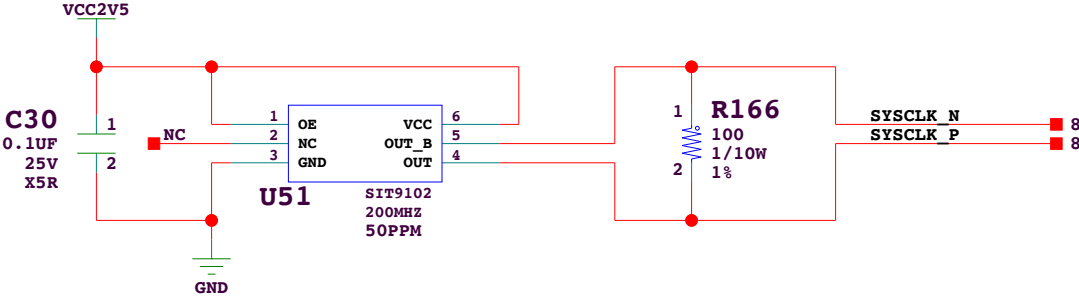 VCC2V5
C30
0.1UF
25V
X5R
1
2
NC
1
2
3
OE
NC
GND
VCC
OUT_B
OUT
6
5
4
U51
SIT9102
200MHZ
50PPM
GND
1
2
R166
100
1/10W
1%
SYSCLK_N
8
SYSCLK_P
8